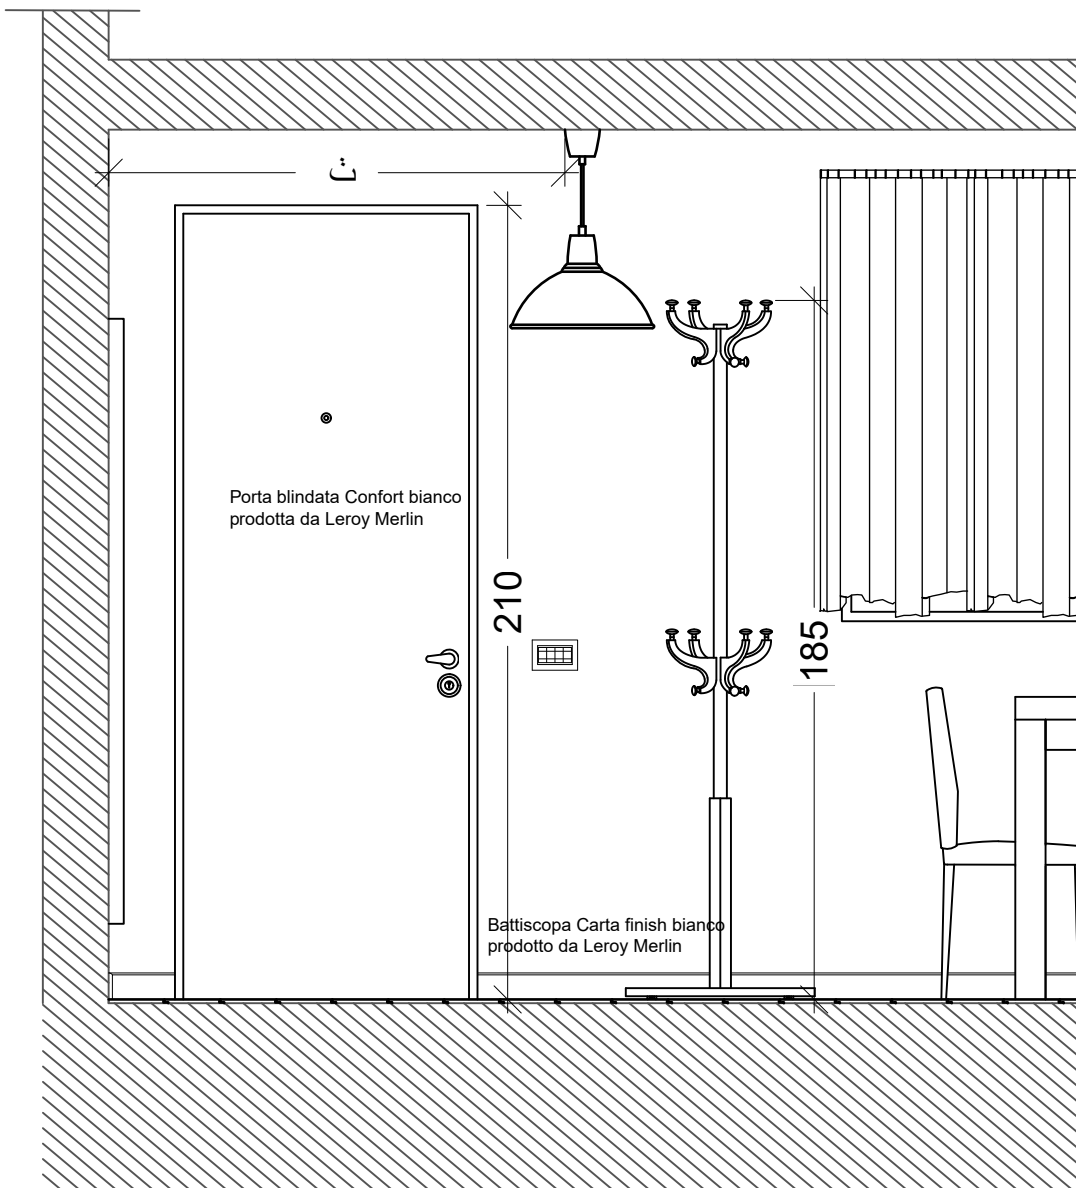 ث
Porta blindata Confort bianco
prodotta da Leroy Merlin
210
185
Battiscopa Carta finish bianco
prodotto da Leroy Merlin